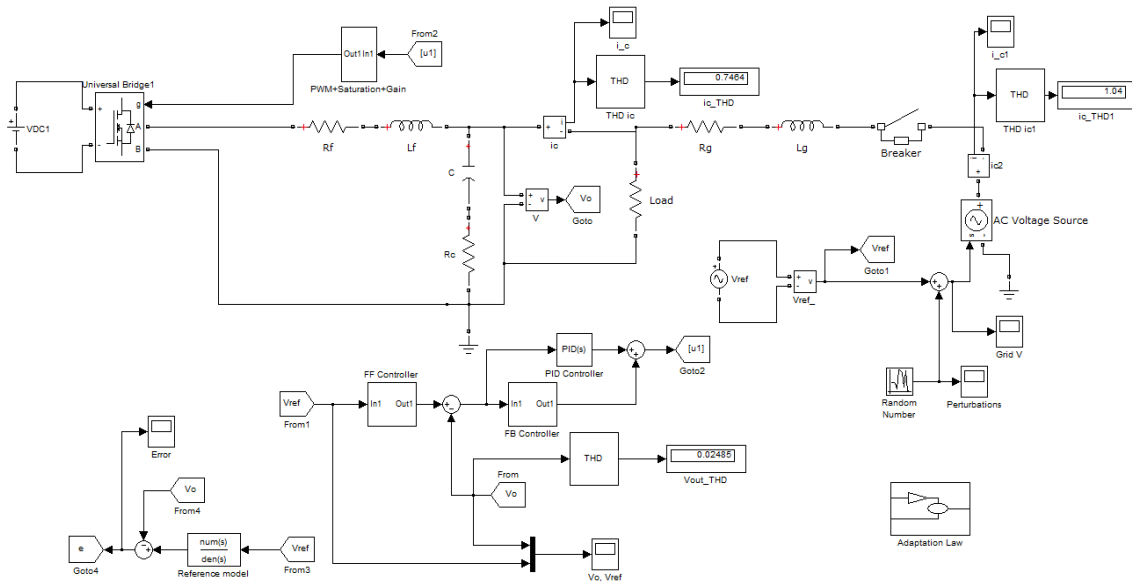 From2
[u1]
i_c
i_c1
Out1 In1
PWM+Saturation+Gain
THD
THD ic
0.7464
ic_THD
THD
THD ic1
1.04
ic_THD1
Universal Bridge1
g
A
B
+
-
VDC1
Rf
Lf
i
ic
Rg
Lg
Breaker
ic2
C
V
v
Vo
Goto
Load
AC Voltage Source
s
Rc
Vref
Goto1
Vref
v
Vref_
Grid V
PID(s)
PID Controller
[u1]
Goto2
FF Controller
Vref
From1
In1 Out1
In1 Out1
FB Controller
Random
Number
Perturbations
Error
THD
0.02485
Vout_THD
From
Vo
Vo
From4
e
Goto4
num(s)
den(s)
Reference model
Vref
From3
Vo, Vref
Adaptation Law